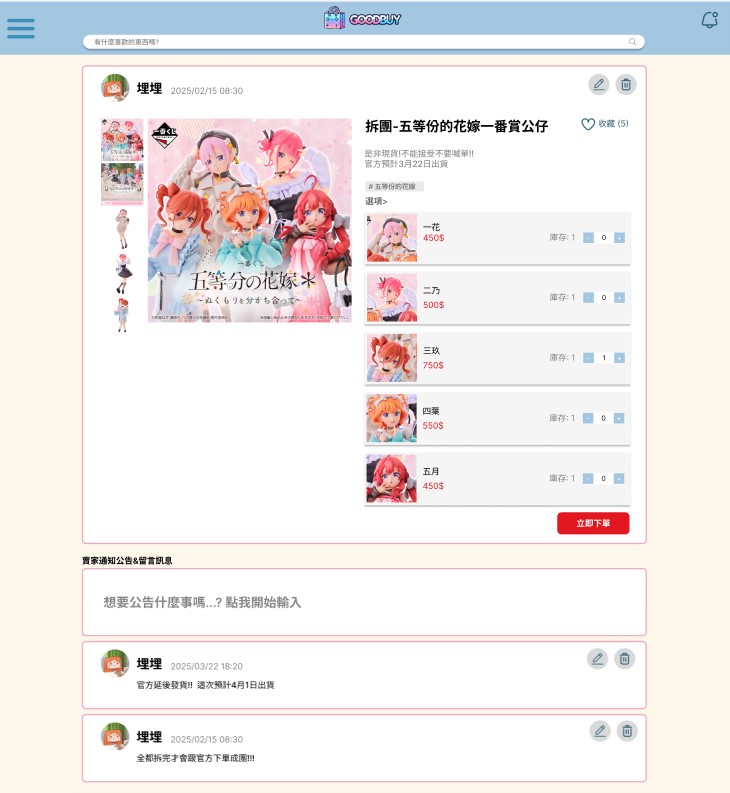 GOODBUY
有什麼喜歡的東西嗎?
埋埋 2025/02/15 08:30
一番くじ
一番くじ
五等分の花嫁*
~ぬくもりを分かち合って~
拆團-五等份的花嫁一番賞公仔
收藏 (5)
是非現貨!不能接受不要喊單!!
官方預計3月22日出貨
# 五等份的花嫁
選項>
一花
450$
庫存: 1 - 0 +
二乃
500$
庫存: 1 - 0 +
三玖
750$
庫存: 1 - 1 +
四葉
550$
庫存: 1 - 0 +
五月
450$
庫存: 1 - 0 +
立即下單
賣家通知公告&留言訊息
想要公告什麼事嗎...? 點我開始輸入
埋埋 2025/03/22 18:20
官方延後發貨!! 這次預計4月1日出貨
埋埋 2025/02/15 08:30
全都拆完才會跟官方下單成團!!!